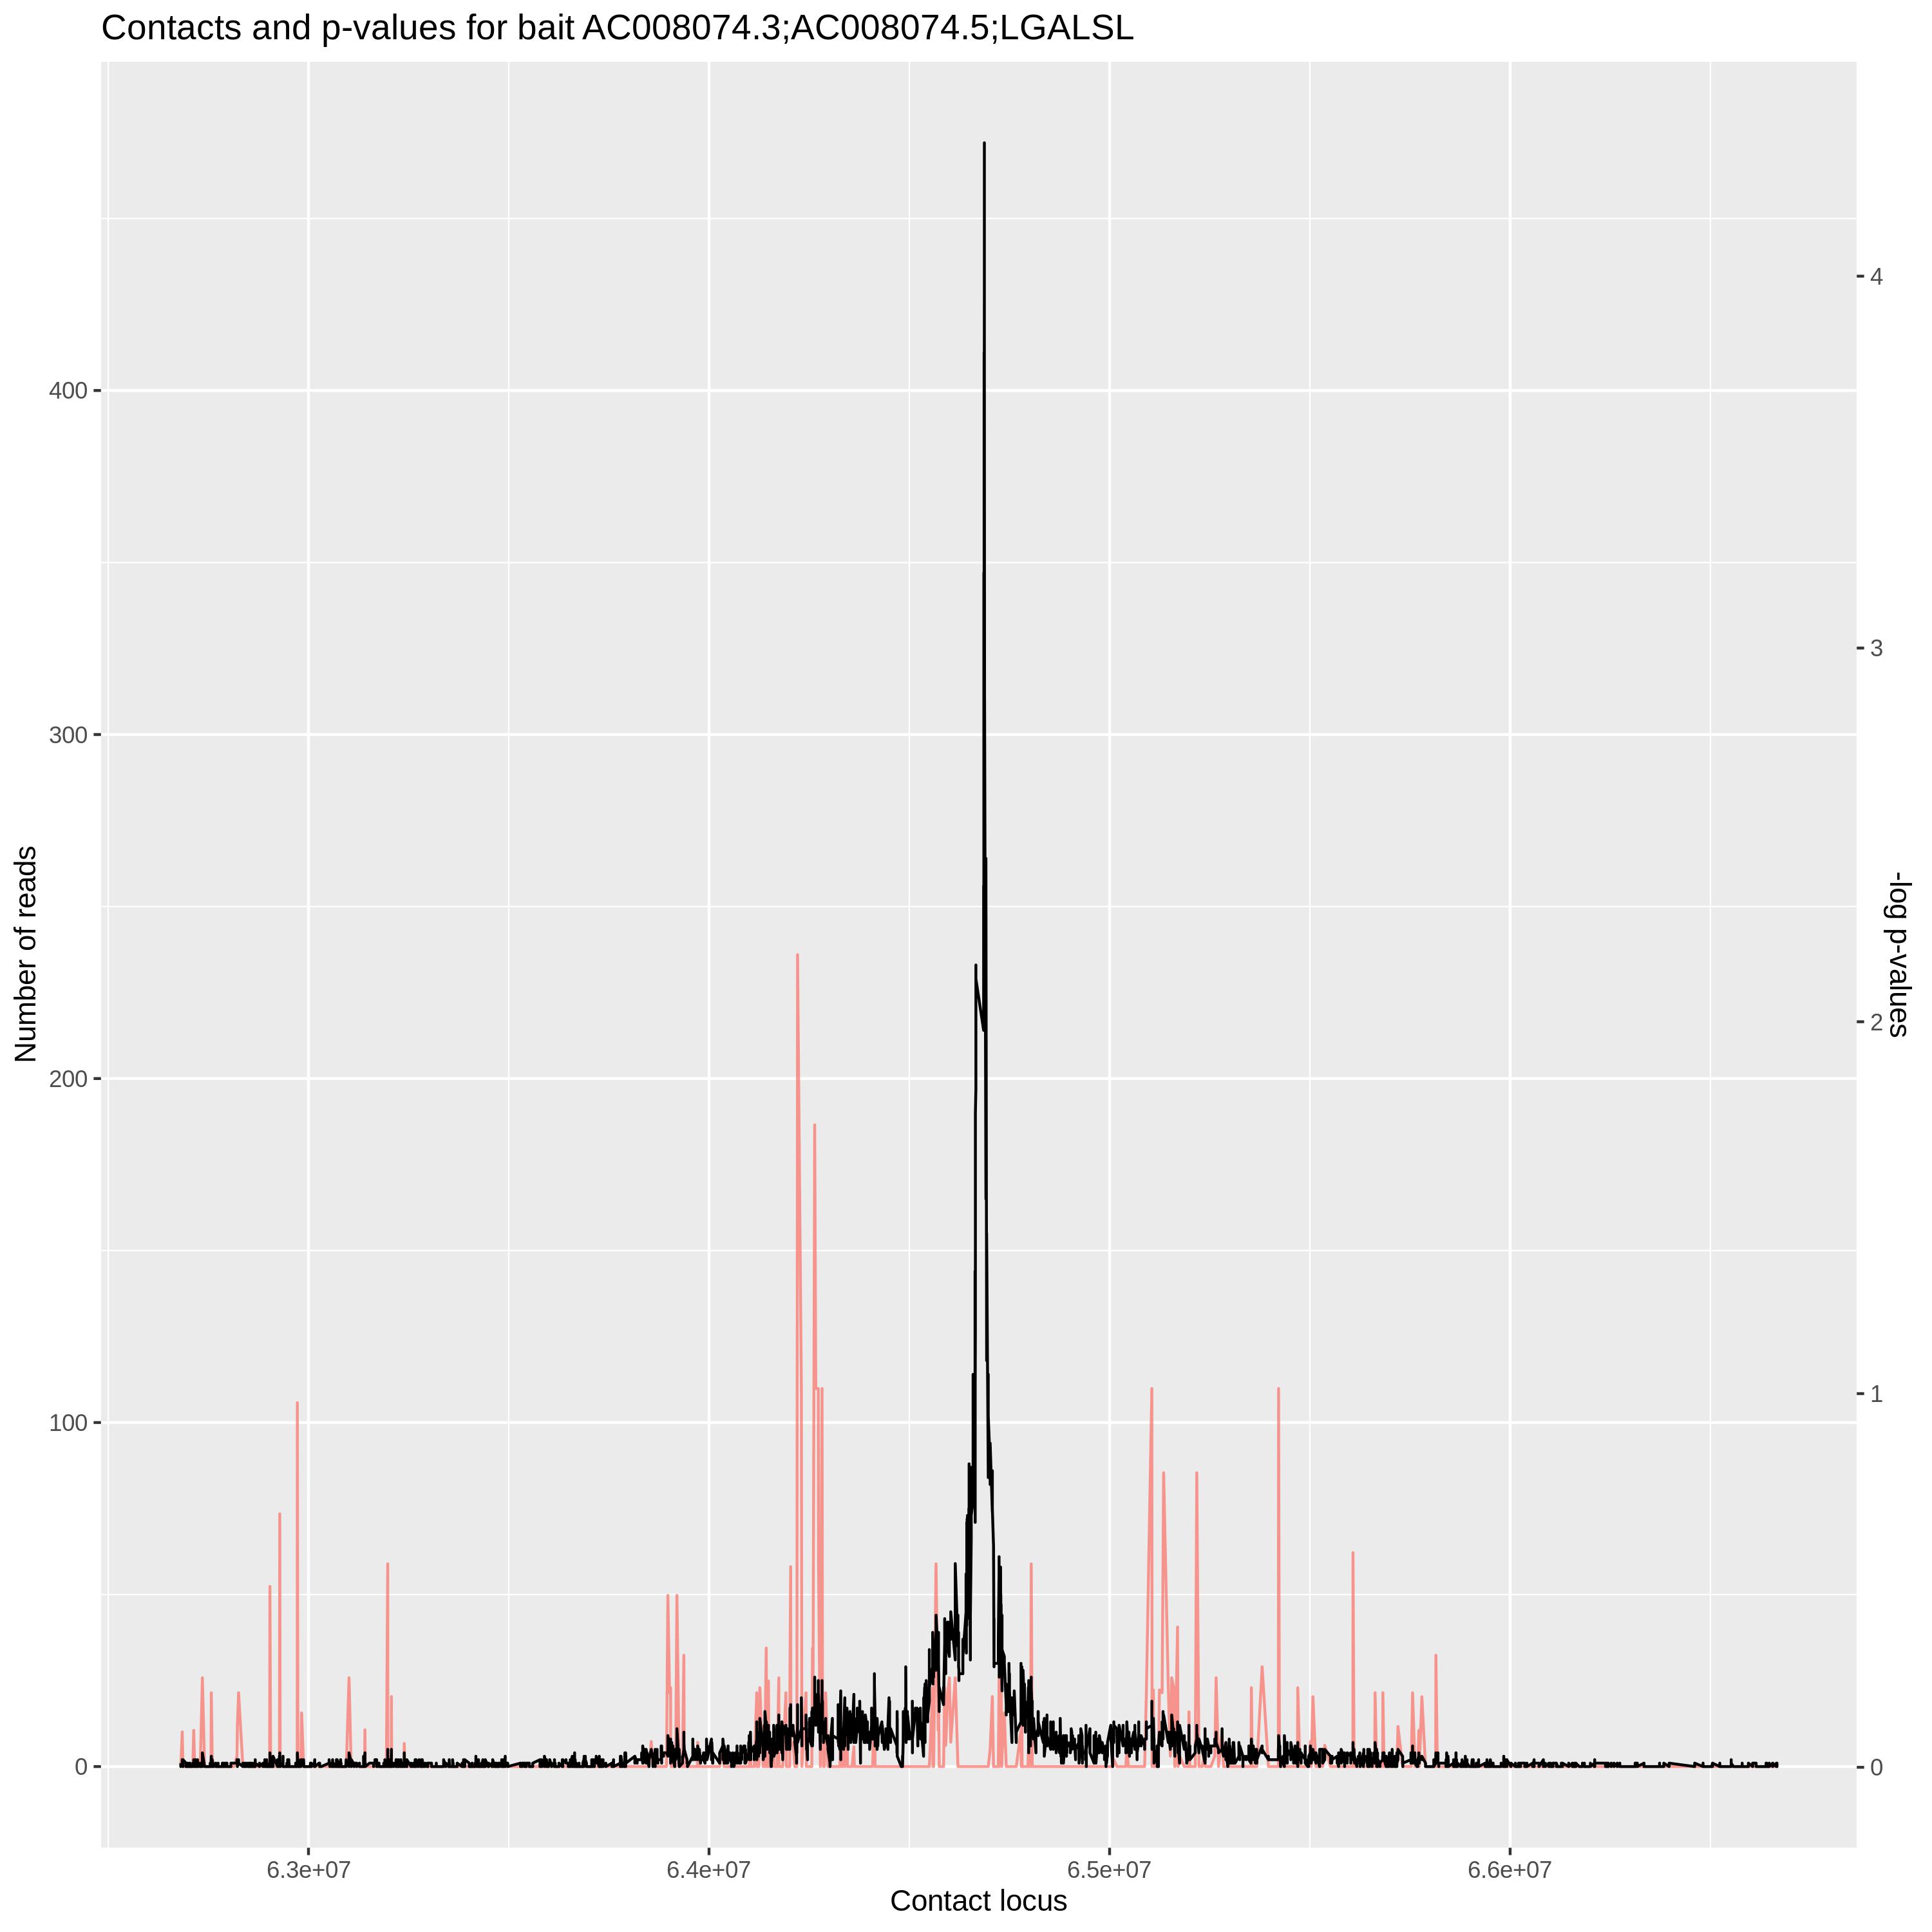 Contacts and p-values for bait AC008074.3;AC008074.5;LGALSL
Number of reads
400
300
200
100
0
4
3
2
1
0
-log p-values
6.3e+07 6.4e+07 6.5e+07 6.6e+07
Contact locus